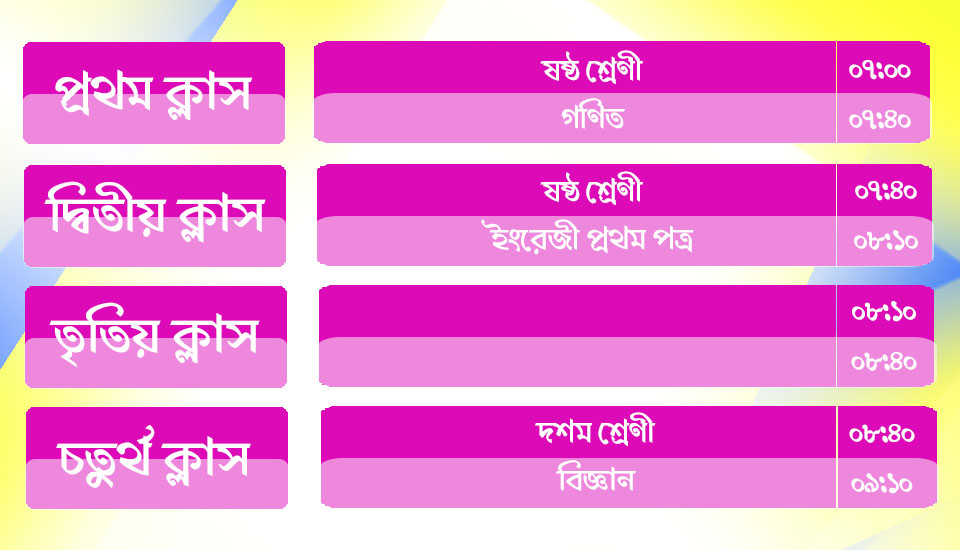 প্রথম ক্লাস
ষষ্ঠ শ্রেণী ০৭:০০
গণিত ০৭:৪০
দ্বিতীয় ক্লাস
ষষ্ঠ শ্রেণী ০৭:৪০
ইংরেজী প্রথম পত্র ০৮:১০
তৃতিয় ক্লাস
০৮:১০
০৮:৪০
চতুর্থ ক্লাস
দশম শ্রেণী ০৮:৪০
বিজ্ঞান ০৯:১০